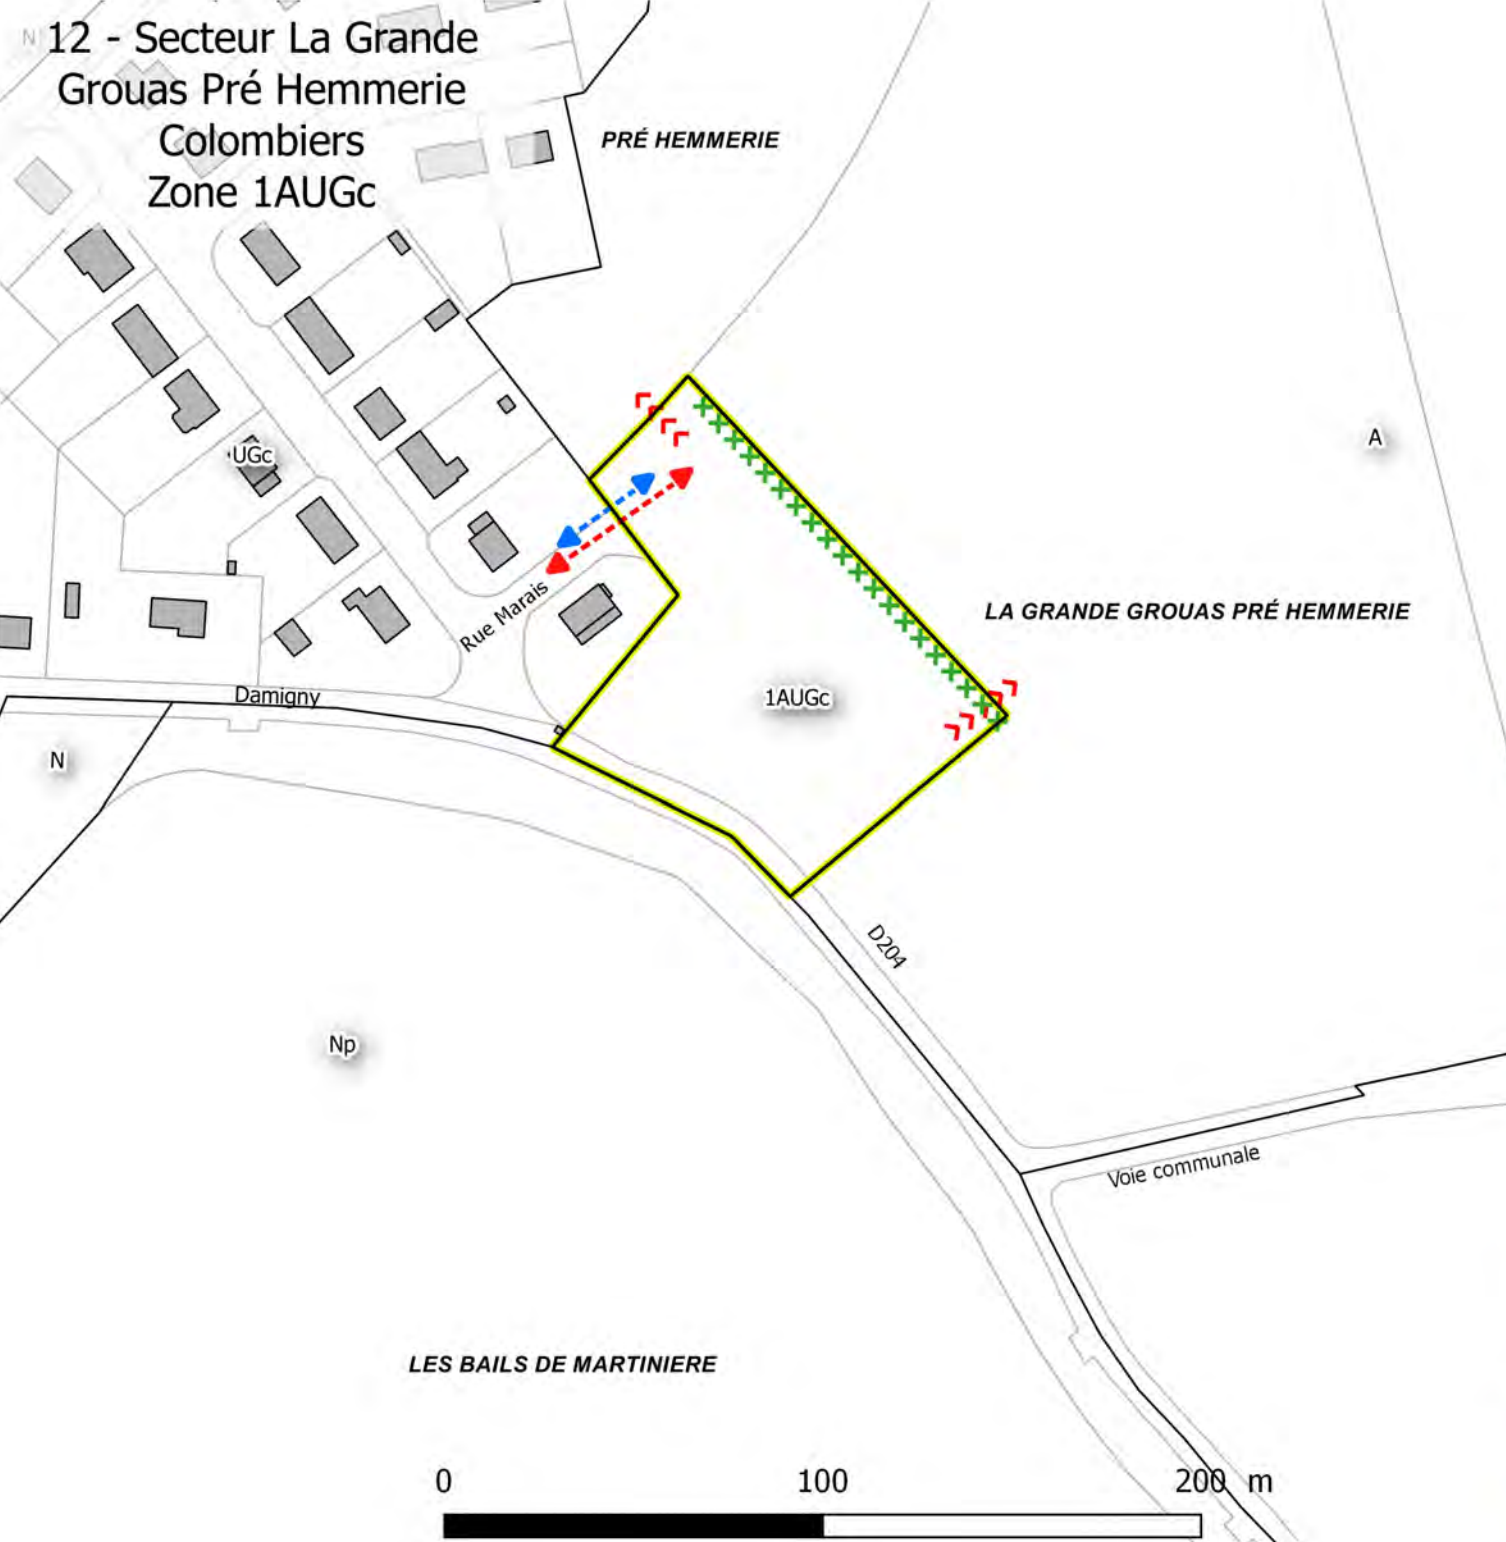 N
12 - Secteur La Grande
Grouas Pré Hemmerie
Colombiers
Zone 1AUGc
PRÉ HEMMERIE
A
UGc
LA GRANDE GROUAS PRÉ HEMMERIE
Rue Marais
Damigny
1AUGc
N
D204
Np
Voie communale
LES BAILS DE MARTINIERE
0 100 200 m